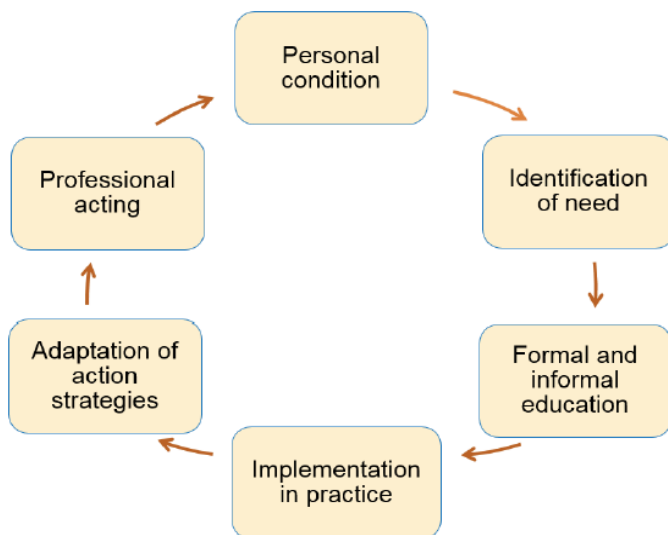 Personal
condition
Identification
of need
Formal and
informal
education
Implementation
in practice
Adaptation of
action
strategies
Professional
acting